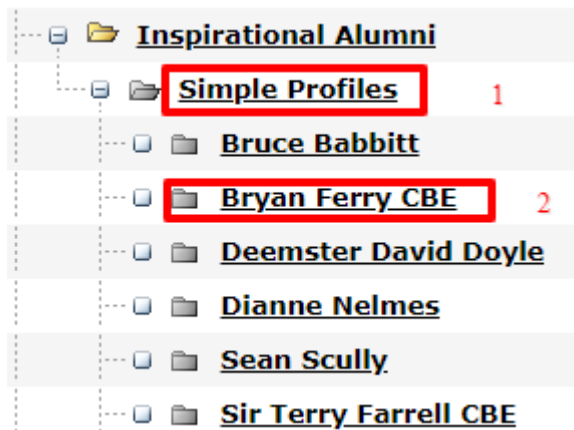 Inspirational Alumni
Simple Profiles 1
Bruce Babbitt
Bryan Ferry CBE 2
Deemster David Doyle
Dianne Nelmes
Sean Scully
Sir Terry Farrell CBE